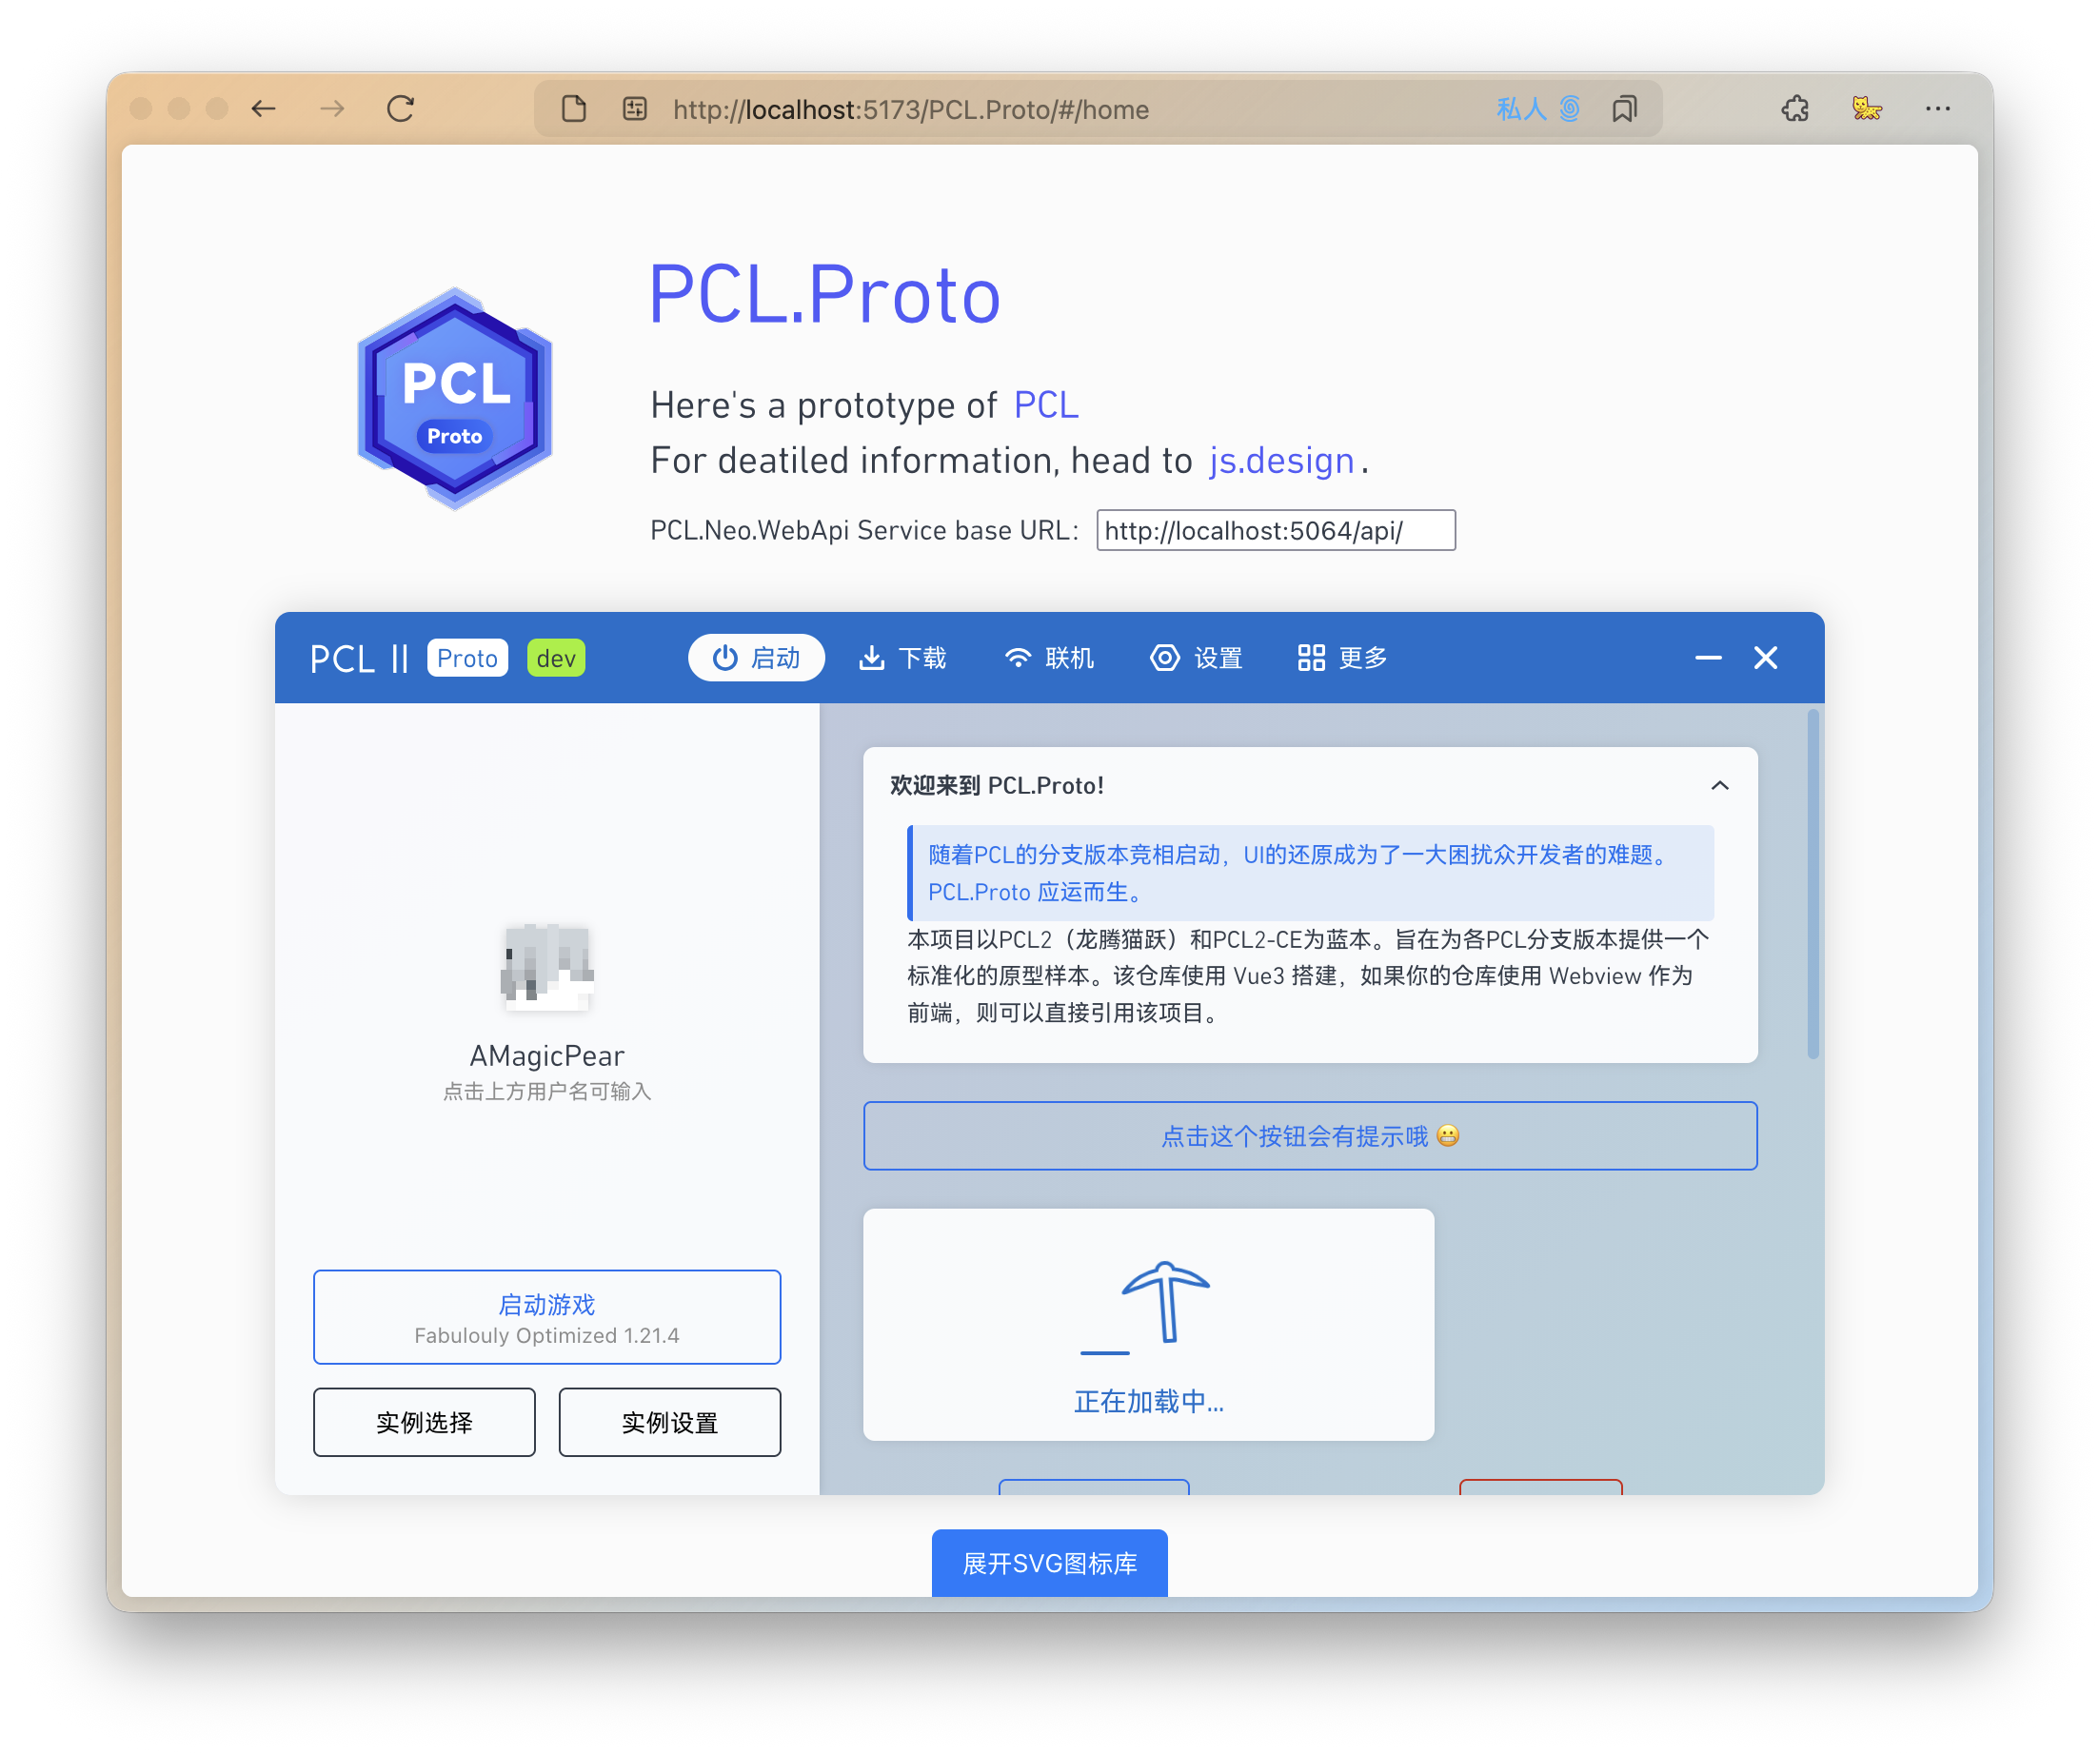 http://localhost:5173/PCL.Proto/#/home
私人
PCL
Proto
PCL.Proto
Here's a prototype of PCL
For deatiled information, head to js.design.
PCL.Neo.WebApi Service base URL: http://localhost:5064/api/
PCL II Proto dev
启动 下载 联机 设置 更多
AMagicPear
点击上方用户名可输入
启动游戏
Fabulouly Optimized 1.21.4
实例选择 实例设置
欢迎来到 PCL.Proto!
随着PCL的分支版本竞相启动，UI的还原成为了一大困扰众开发者的难题。
PCL.Proto 应运而生。
本项目以PCL2（龙腾猫跃）和PCL2-CE为蓝本。旨在为各PCL分支版本提供一个
标准化的原型样本。该仓库使用 Vue3 搭建，如果你的仓库使用 Webview 作为
前端，则可以直接引用该项目。
点击这个按钮会有提示哦😬
正在加载中...
展开SVG图标库